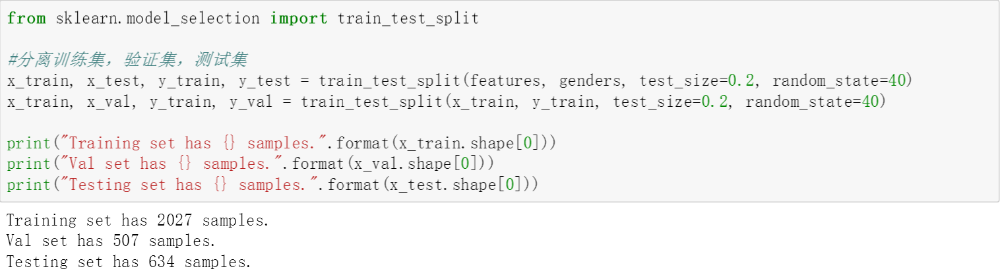 from sklearn.model_selection import train_test_split
#分离训练集，验证集，测试集
x_train, x_test, y_train, y_test = train_test_split(features, genders, test_size=0.2, random_state=40)
x_train, x_val, y_train, y_val = train_test_split(x_train, y_train, test_size=0.2, random_state=40)
print("Training set has {} samples.".format(x_train.shape[0]))
print("Val set has {} samples.".format(x_val.shape[0]))
print("Testing set has {} samples.".format(x_test.shape[0]))
Training set has 2027 samples.
Val set has 507 samples.
Testing set has 634 samples.